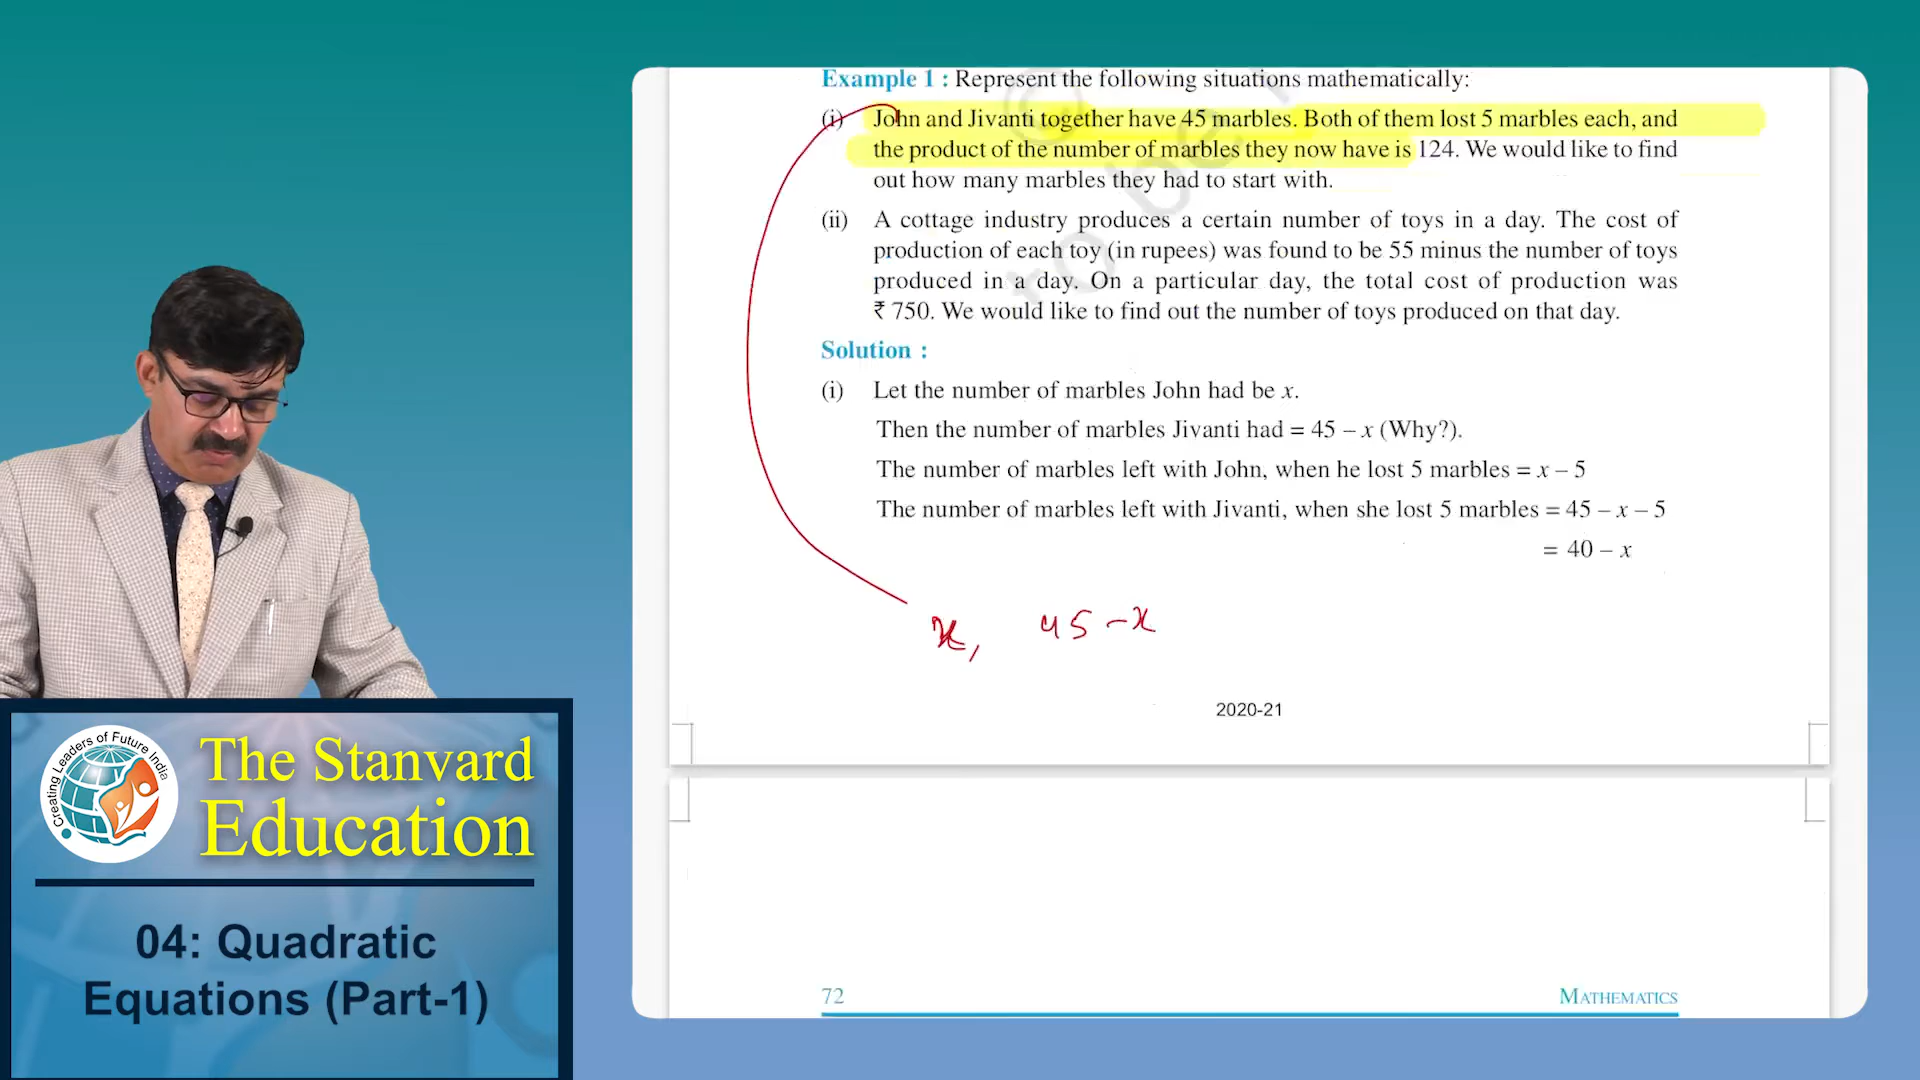 Example 1 : Represent the following situations mathematically:
(i) John and Jivanti together have 45 marbles. Both of them lost 5 marbles each, and
the product of the number of marbles they now have is 124. We would like to find
out how many marbles they had to start with.
(ii) A cottage industry produces a certain number of toys in a day. The cost of
production of each toy (in rupees) was found to be 55 minus the number of toys
produced in a day. On a particular day, the total cost of production was
₹ 750. We would like to find out the number of toys produced on that day.
Solution :
(i) Let the number of marbles John had be x.
Then the number of marbles Jivanti had = 45 – x (Why?).
The number of marbles left with John, when he lost 5 marbles = x – 5
The number of marbles left with Jivanti, when she lost 5 marbles = 45 – x – 5
= 40 – x
x, 45 - x
2020-21
72 MATHEMATICS
Creating Leaders of Future India
The Stanvard
Education
04: Quadratic
Equations (Part-1)